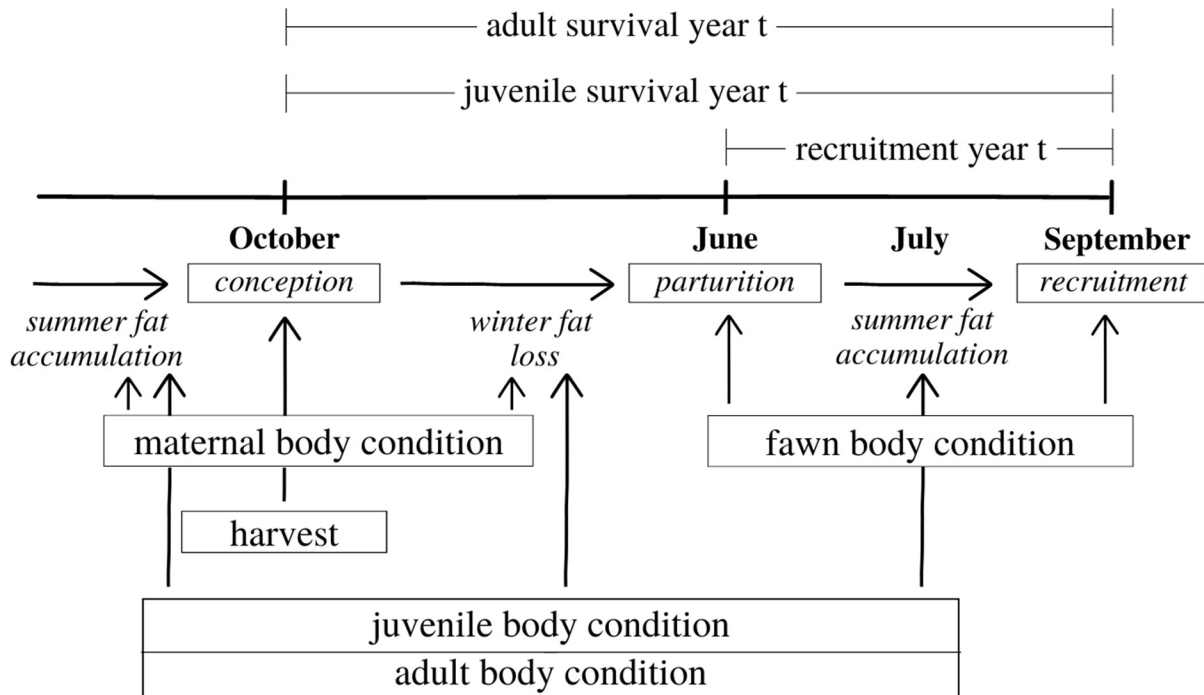 adult survival year t
juvenile survival year t
recruitment year t
October
June
July
September
conception
parturition
recruitment
summer fat
accumulation
winter fat
loss
summer fat
accumulation
maternal body condition
fawn body condition
harvest
juvenile body condition
adult body condition